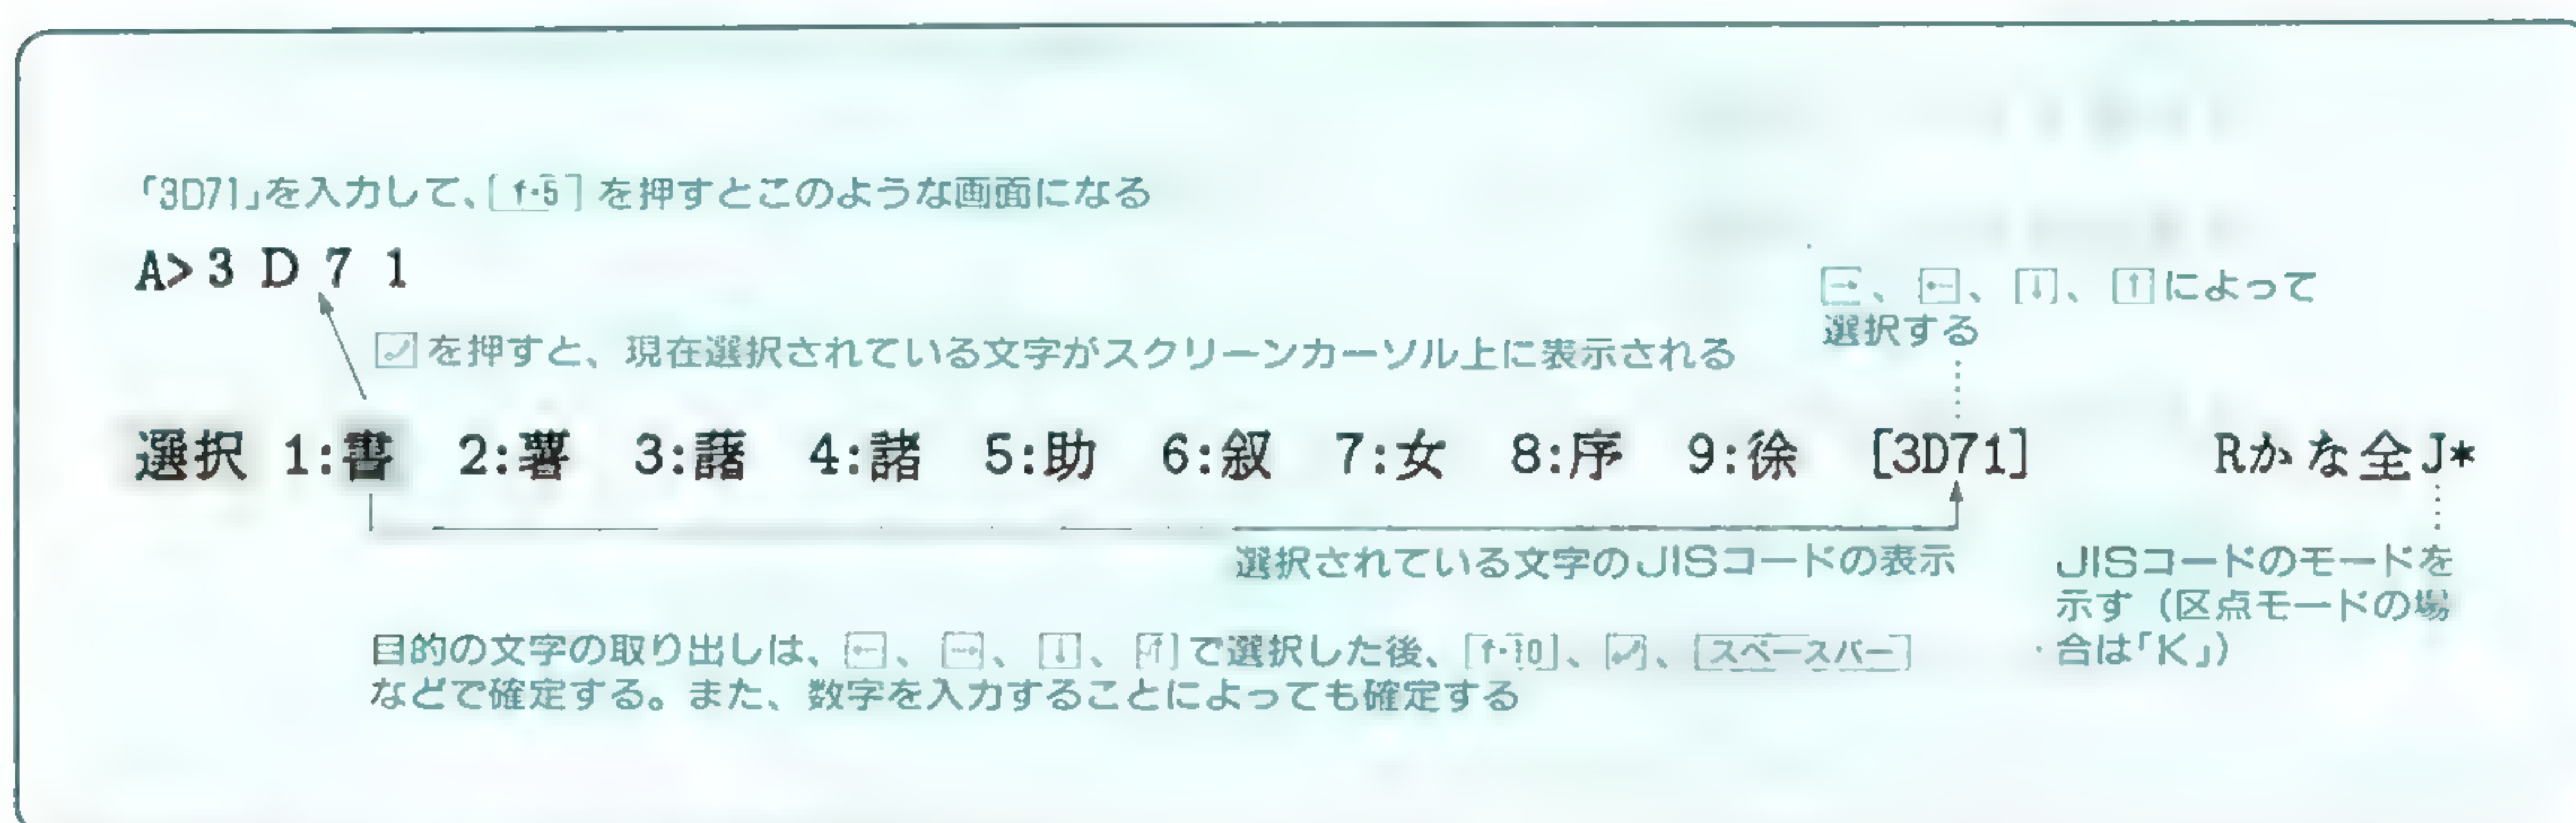 「3D71」を入力して、[f・5]を押すとこのような画面になる
A>3 D 7 1
[→]、[←]、[↓]、[↑]によって
選択する
[↵]を押すと、現在選択されている文字がスクリーンカーソル上に表示される
選択 1:書 2:署 3:藷 4:諸 5:助 6:叙 7:女 8:序 9:徐 [3D71] Rかな全J*
選択されている文字のJISコードの表示
JISコードのモードを
示す（区点モードの場
合は「K」）
目的の文字の取り出しは、[←]、[→]、[↓]、[↑]で選択した後、[f・10]、[↵]、[スペースバー]
などで確定する。また、数字を入力することによっても確定する